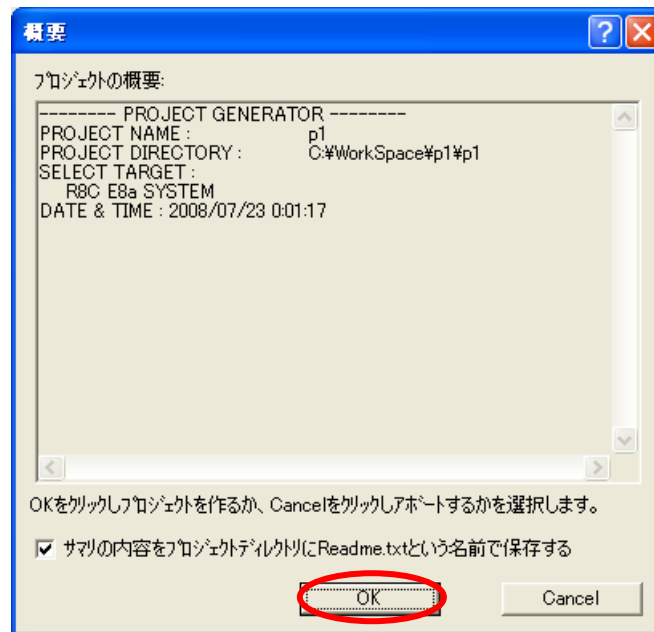 概要
プロジェクトの概要:
-------- PROJECT GENERATOR --------
PROJECT NAME : p1
PROJECT DIRECTORY : C:¥WorkSpace¥p1¥p1
SELECT TARGET :
R8C E8a SYSTEM
DATE & TIME : 2008/07/23 0:01:17
OKをクリックしプロジェクトを作るか、Cancelをクリックしアボートするかを選択します。
サマリの内容をプロジェクトディレクトリにReadme.txtという名前で保存する
OK
Cancel